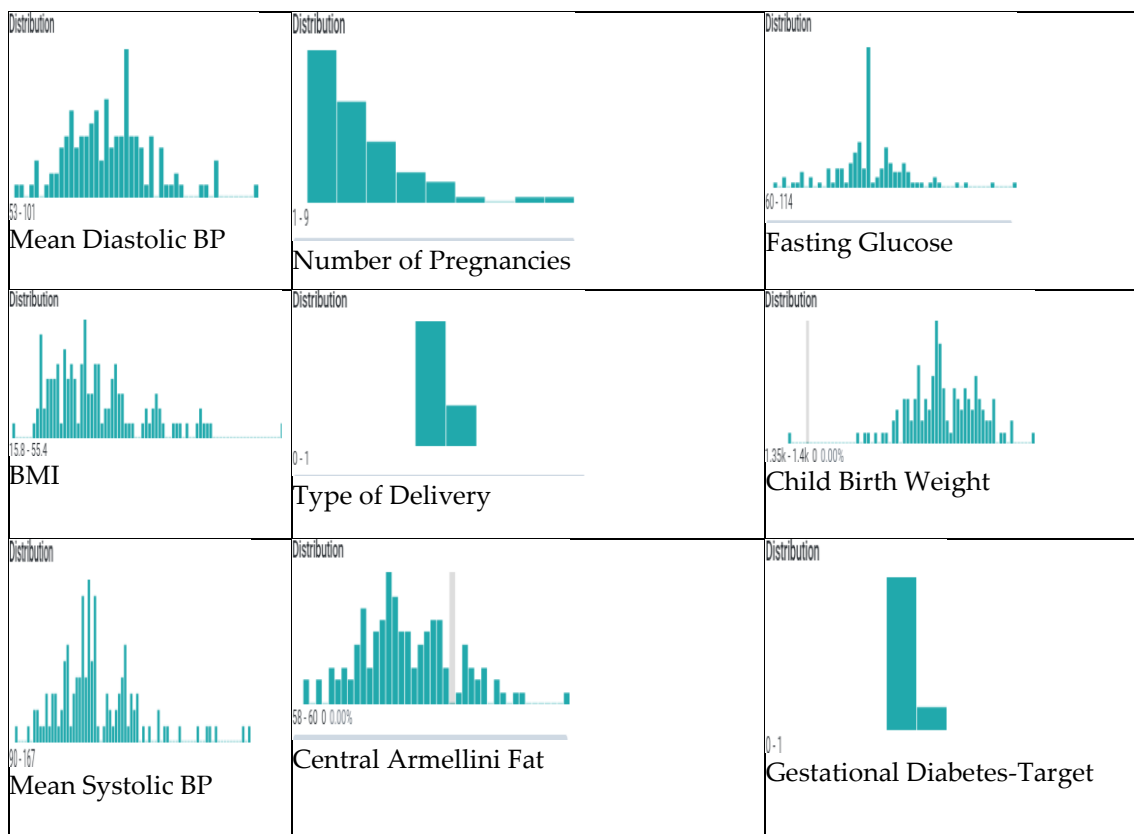 Distribution
53 - 101
Mean Diastolic BP
Distribution
1 - 9
Number of Pregnancies
Distribution
60 - 114
Fasting Glucose
Distribution
15.8 - 55.4
BMI
Distribution
0 - 1
Type of Delivery
Distribution
1.35k - 1.4k 0 0.00%
Child Birth Weight
Distribution
90 - 167
Mean Systolic BP
Distribution
58 - 60 0 0.00%
Central Armellini Fat
Distribution
0 - 1
Gestational Diabetes-Target